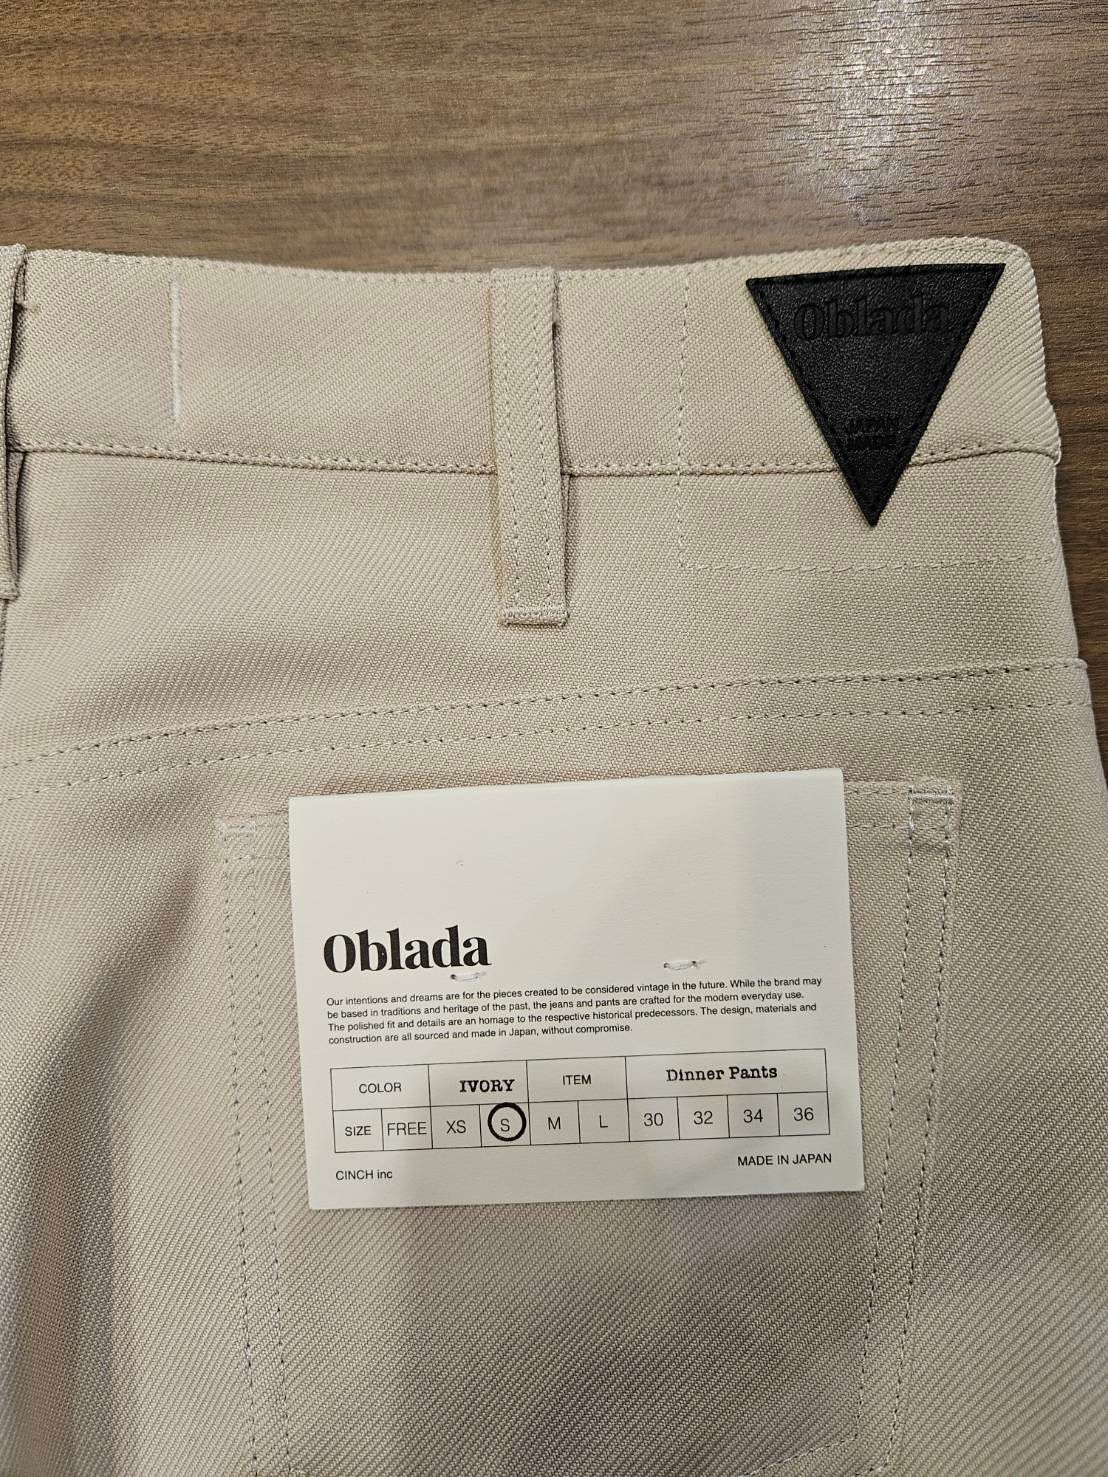 Oblada
JAPAN
MADE
Oblada
Our intentions and dreams are for the pieces created to be considered vintage in the future. While the brand may
be based in traditions and heritage of the past, the jeans and pants are crafted for the modern everyday use.
The polished fit and details are an homage to the respective historical predecessors. The design, materials and
construction are all sourced and made in Japan, without compromise.
COLOR IVORY ITEM Dinner Pants
SIZE FREE XS S M L 30 32 34 36
CINCH inc MADE IN JAPAN